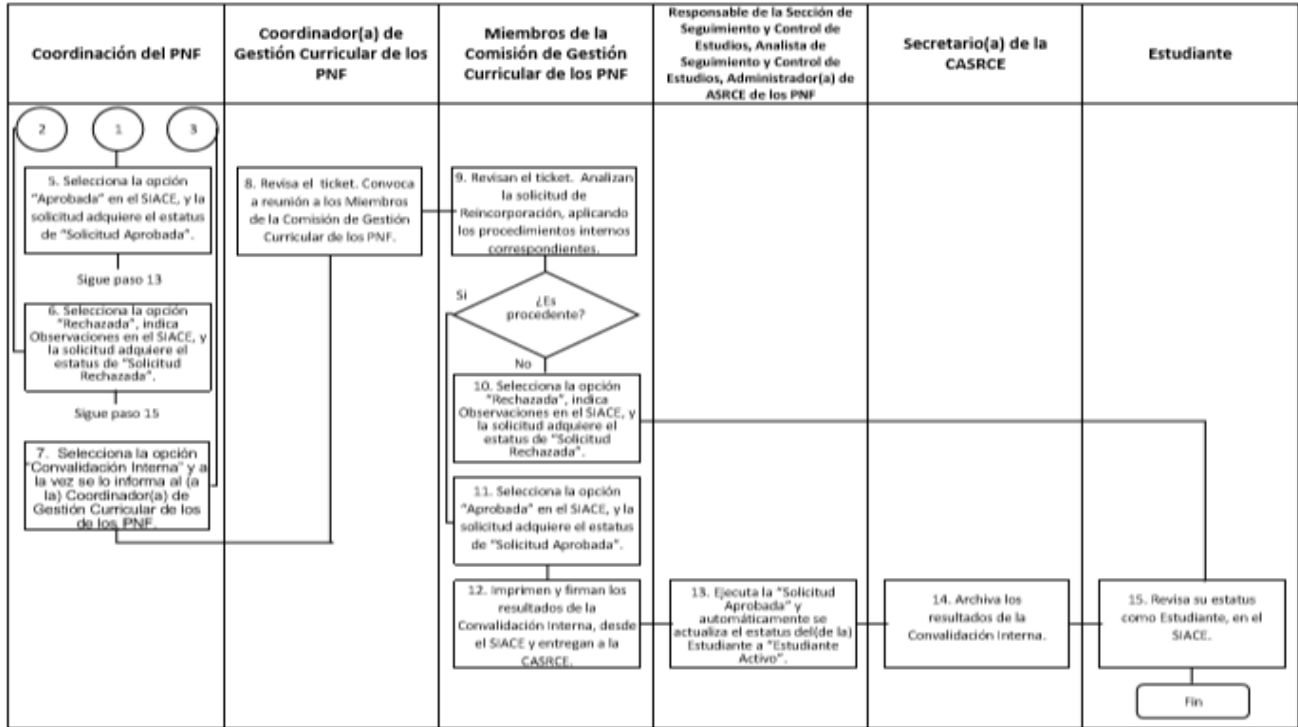 Coordinación del PNF
Coordinador(a) de
Gestión Curricular de los
PNF
Miembros de la
Comisión de Gestión
Curricular de los PNF
Responsable de la Sección de
Seguimiento y Control de
Estudios, Analista de
Seguimiento y Control de
Estudios, Administrador(a) de
ASRCE de los PNF
Secretario(a) de la
CASRCE
Estudiante
2
1
3
5. Selecciona la opción
"Aprobada" en el SIACE, y la
solicitud adquiere el estatus
de "Solicitud Aprobada".
Sigue paso 13
6. Selecciona la opción
"Rechazada", indica
Observaciones en el SIACE, y
la solicitud adquiere el
estatus de "Solicitud
Rechazada".
Sigue paso 15
7. Selecciona la opción
"Convalidación Interna" y a
la vez se lo informa al (a
la) Coordinador(a) de
Gestión Curricular de los
de los PNF.
8. Revisa el ticket. Convoca
a reunión a los Miembros
de la Comisión de Gestión
Curricular de los PNF.
9. Revisan el ticket. Analizan
la solicitud de
Reincorporación, aplicando
los procedimientos internos
correspondientes.
Si
¿Es
procedente?
No
10. Selecciona la opción
"Rechazada", indica
Observaciones en el SIACE, y
la solicitud adquiere el
estatus de "Solicitud
Rechazada".
11. Selecciona la opción
"Aprobada" en el SIACE, y la
solicitud adquiere el estatus
de "Solicitud Aprobada".
12. Imprimen y firman los
resultados de la
Convalidación Interna, desde
el SIACE y entregan a la
CASRCE.
13. Ejecuta la "Solicitud
Aprobada" y
automáticamente se
actualiza el estatus del(de la)
Estudiante a "Estudiante
Activo".
14. Archiva los
resultados de la
Convalidación Interna.
15. Revisa su estatus
como Estudiante, en el
SIACE.
Fin